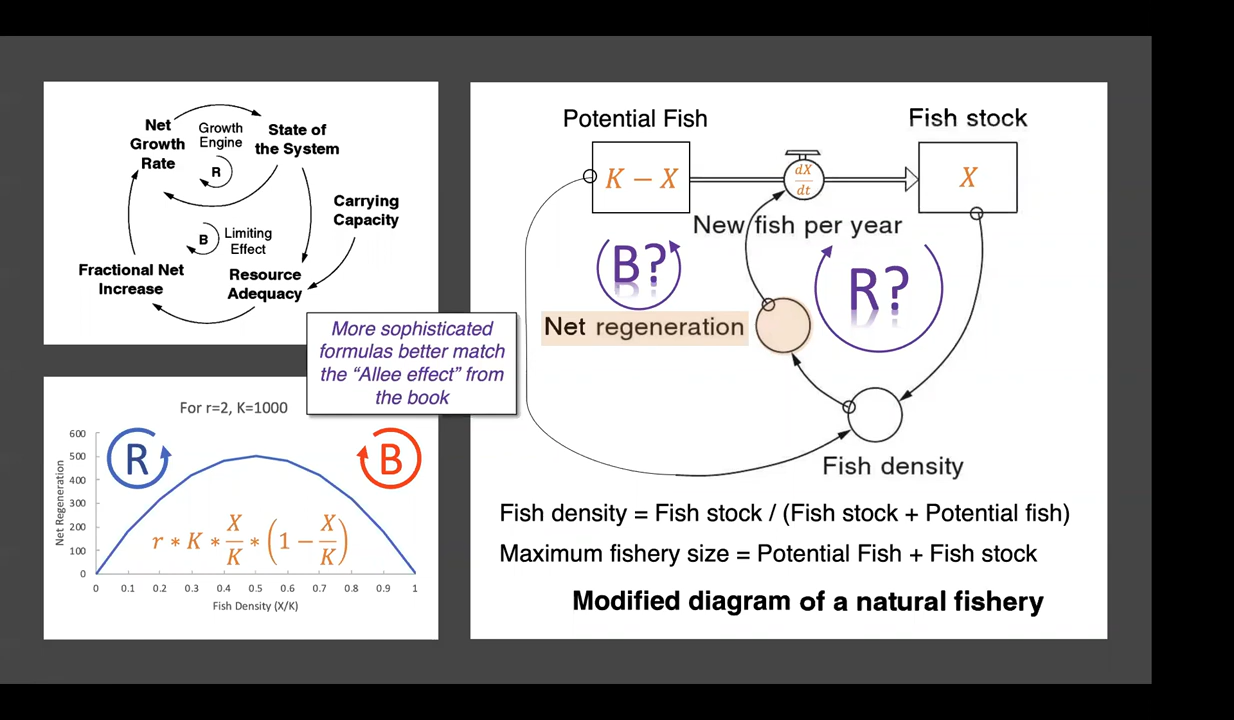 Net
Growth
Rate
Growth
Engine
R
State of
the System
Carrying
Capacity
B
Limiting
Effect
Fractional Net
Increase
Resource
Adequacy
More sophisticated
formulas better match
the “Allee effect” from
the book
For r=2, K=1000
R
B
Net Regeneration
600
500
400
300
200
100
0
r * K * X/K * (1 − X/K)
0 0.1 0.2 0.3 0.4 0.5 0.6 0.7 0.8 0.9 1
Fish Density (X/K)
Potential Fish
Fish stock
K − X
dX/dt
X
New fish per year
B?
R?
Net regeneration
Fish density
Fish density = Fish stock / (Fish stock + Potential fish)
Maximum fishery size = Potential Fish + Fish stock
Modified diagram of a natural fishery